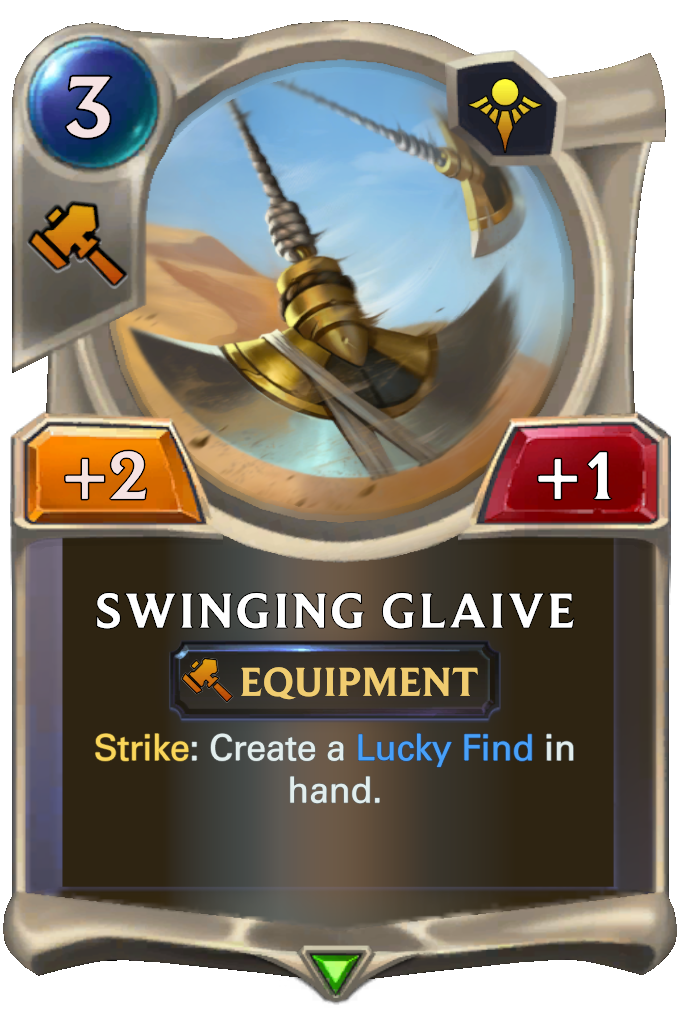 3
+2
+1
SWINGING GLAIVE
EQUIPMENT
Strike: Create a Lucky Find in
hand.